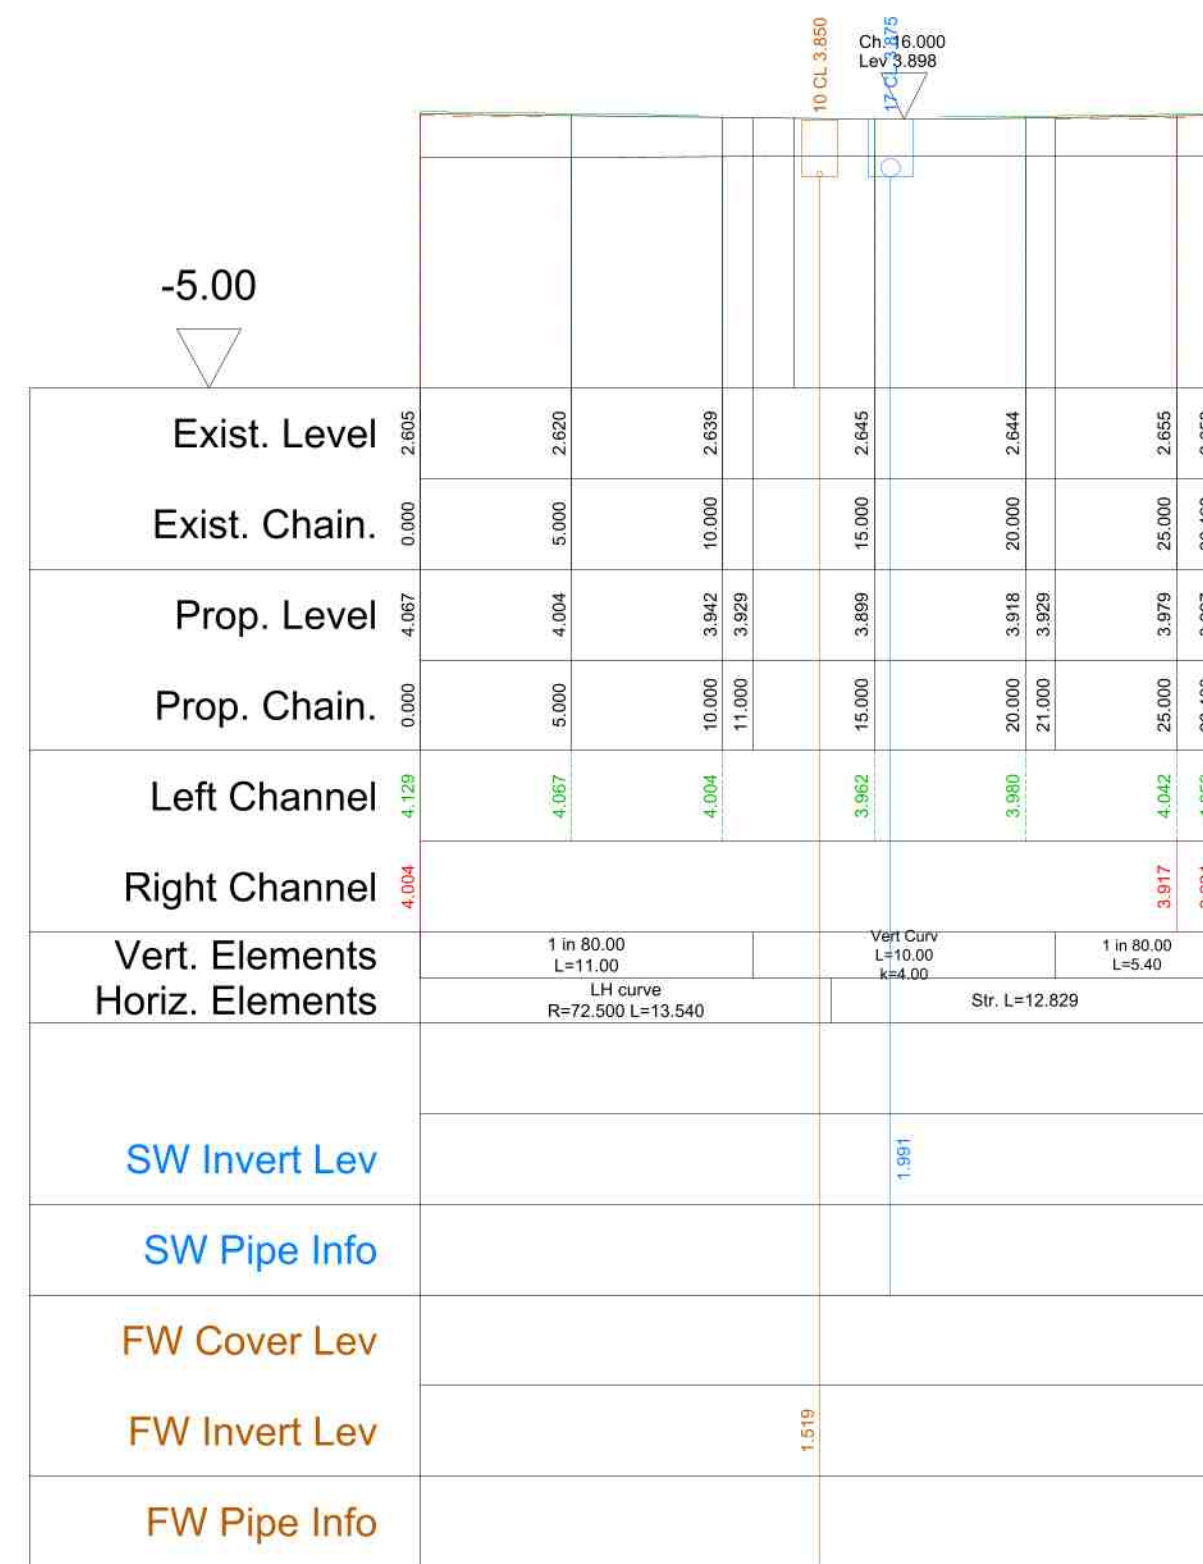 10 CL 3.850
17 CL 3.875
Ch. 16.000
Lev 3.898
-5.00
Exist. Level 2.605 2.620 2.639 2.645 2.644 2.655
Exist. Chain. 0.000 5.000 10.000 15.000 20.000 25.000
Prop. Level 4.067 4.004 3.942 3.929 3.899 3.918 3.929 3.979
Prop. Chain. 0.000 5.000 10.000 11.000 15.000 20.000 21.000 25.000
Left Channel 4.129 4.067 4.004 3.962 3.980 4.042
Right Channel 4.004 3.917
Vert. Elements
1 in 80.00
L=11.00
Vert Curv
L=10.00
k=4.00
1 in 80.00
L=5.40
Horiz. Elements
LH curve
R=72.500 L=13.540
Str. L=12.829
SW Invert Lev 1.991
SW Pipe Info
FW Cover Lev
FW Invert Lev 1.519
FW Pipe Info